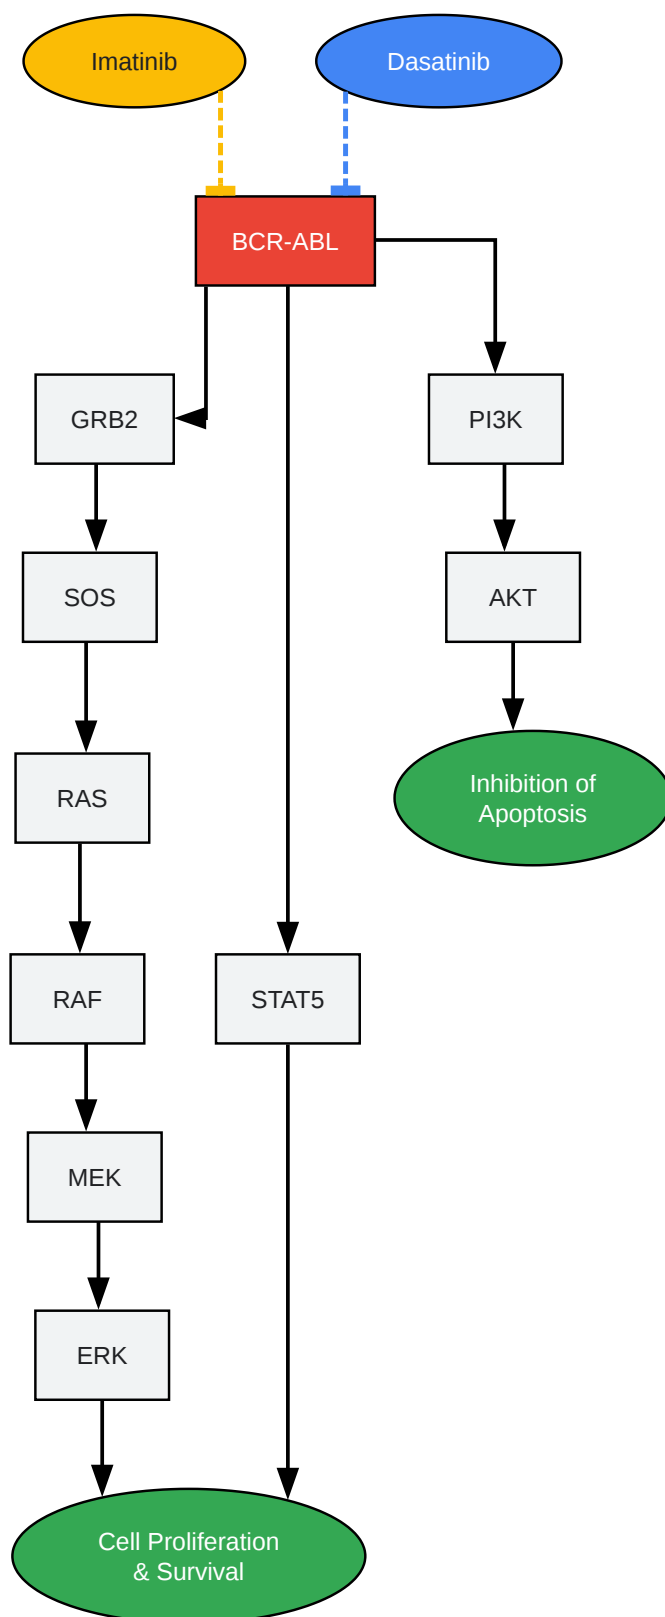 Imatinib
Dasatinib
BCR-ABL
GRB2
PI3K
SOS
AKT
Inhibition of
Apoptosis
RAS
RAF
STAT5
MEK
ERK
Cell Proliferation
& Survival